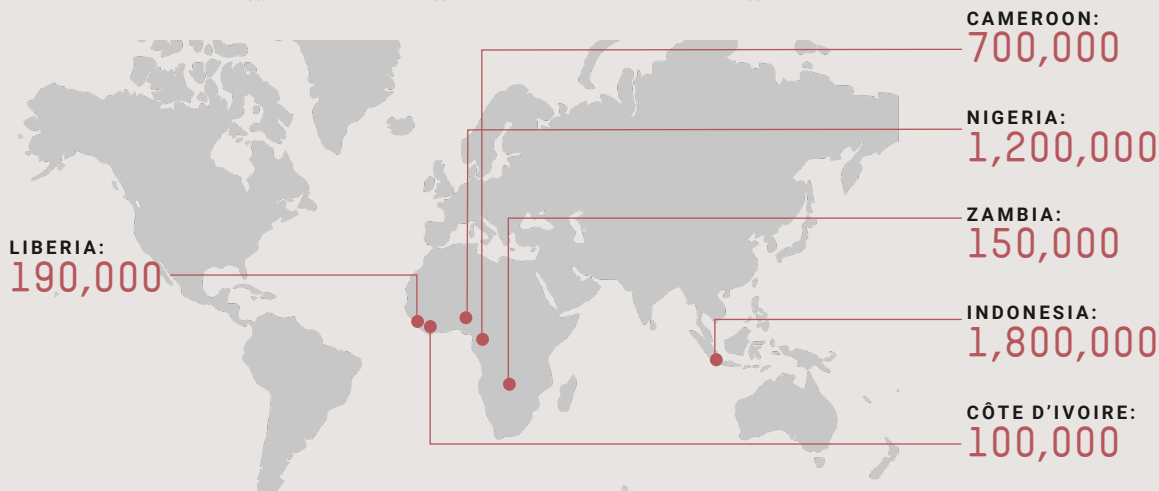 CAMEROON:
700,000
NIGERIA:
1,200,000
ZAMBIA:
150,000
LIBERIA:
190,000
INDONESIA:
1,800,000
CÔTE D'IVOIRE:
100,000